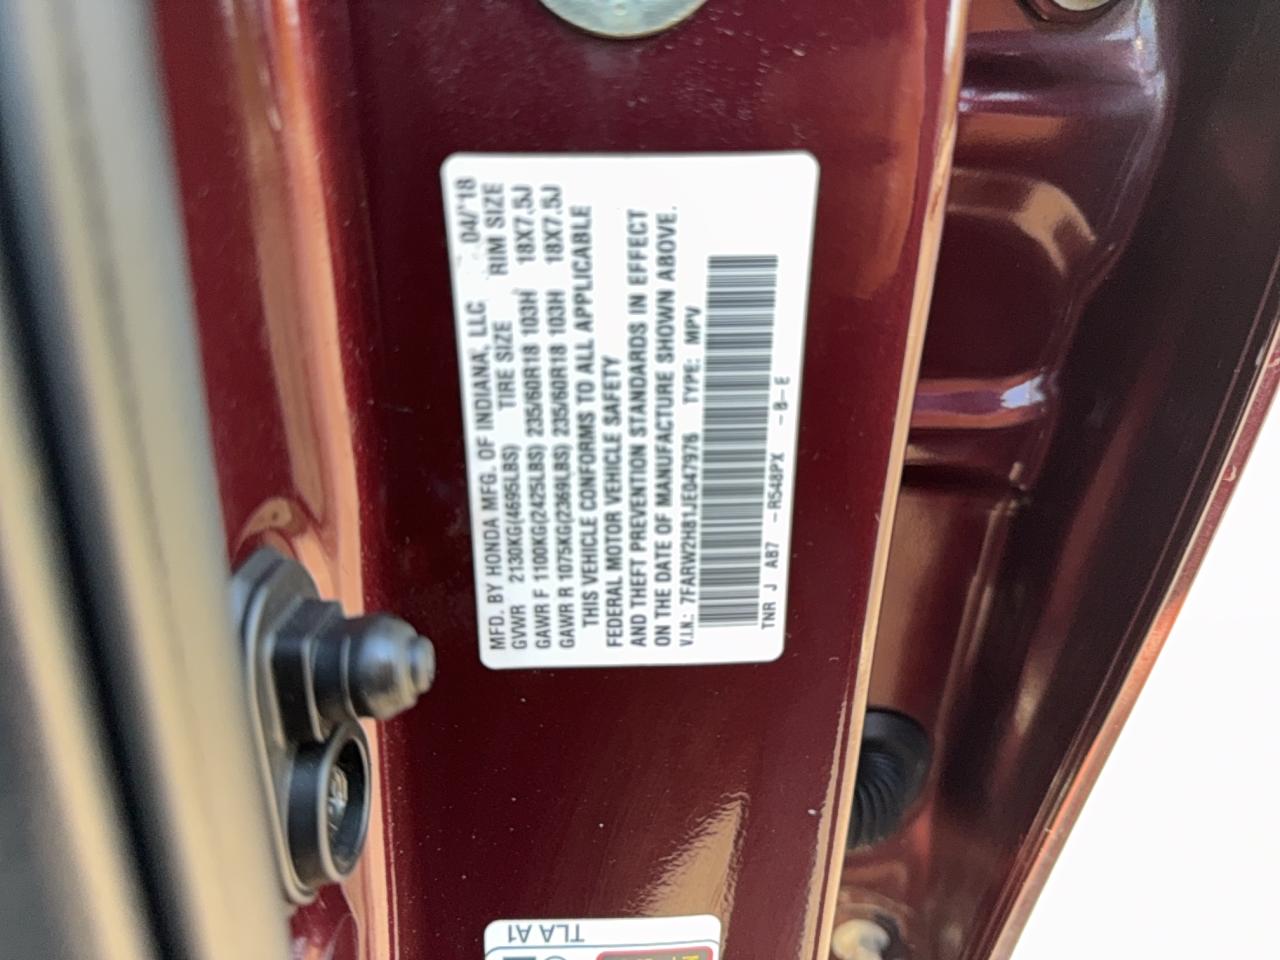 MFD. BY HONDA MFG. OF INDIANA, LLC 04/'18
GVWR 2130KG(4695LBS) TIRE SIZE RIM SIZE
GAWR F 1100KG(2425LBS) 235/60R18 103H 18X7.5J
GAWR R 1075KG(2369LBS) 235/60R18 103H 18X7.5J
THIS VEHICLE CONFORMS TO ALL APPLICABLE
FEDERAL MOTOR VEHICLE SAFETY
AND THEFT PREVENTION STANDARDS IN EFFECT
ON THE DATE OF MANUFACTURE SHOWN ABOVE.
V.I.N.: 7FARW2H81JE047976 TYPE: MPV
TNR J AB7 -R548PX -B-E
TLA A1